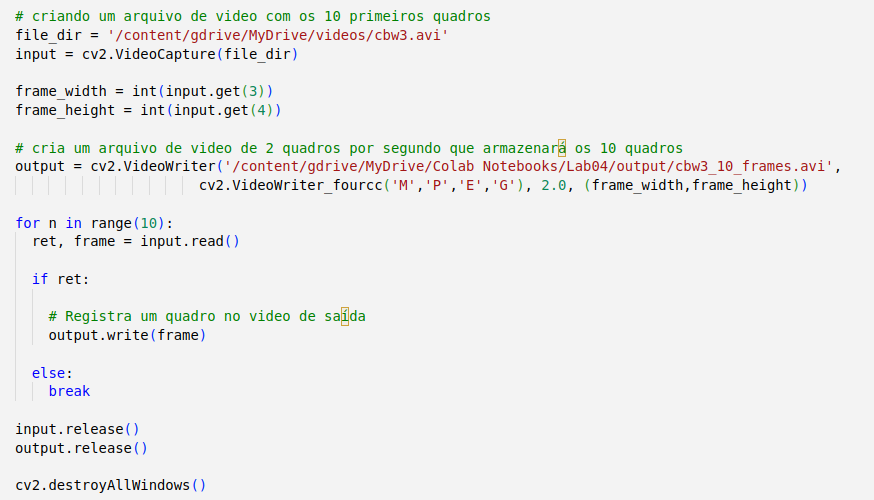 # criando um arquivo de video com os 10 primeiros quadros
file_dir = '/content/gdrive/MyDrive/videos/cbw3.avi'
input = cv2.VideoCapture(file_dir)
frame_width = int(input.get(3))
frame_height = int(input.get(4))
# cria um arquivo de video de 2 quadros por segundo que armazenará os 10 quadros
output = cv2.VideoWriter('/content/gdrive/MyDrive/Colab Notebooks/Lab04/output/cbw3_10_frames.avi',
cv2.VideoWriter_fourcc('M','P','E','G'), 2.0, (frame_width,frame_height))
for n in range(10):
ret, frame = input.read()
if ret:
# Registra um quadro no video de saída
output.write(frame)
else:
break
input.release()
output.release()
cv2.destroyAllWindows()